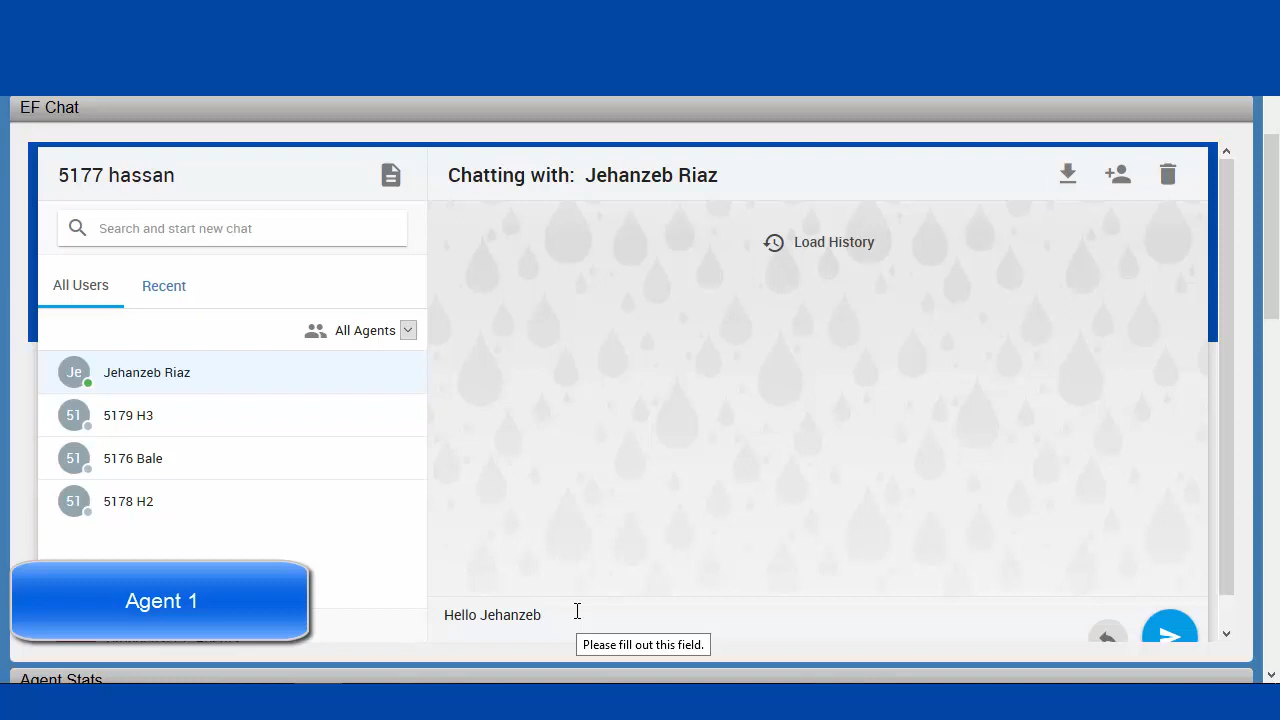 EF Chat
5177 hassan
Chatting with: Jehanzeb Riaz
Search and start new chat
Load History
All Users
Recent
All Agents
Je
Jehanzeb Riaz
51
5179 H3
51
5176 Bale
51
5178 H2
Agent 1
Hello Jehanzeb
Please fill out this field.
Agent Stats